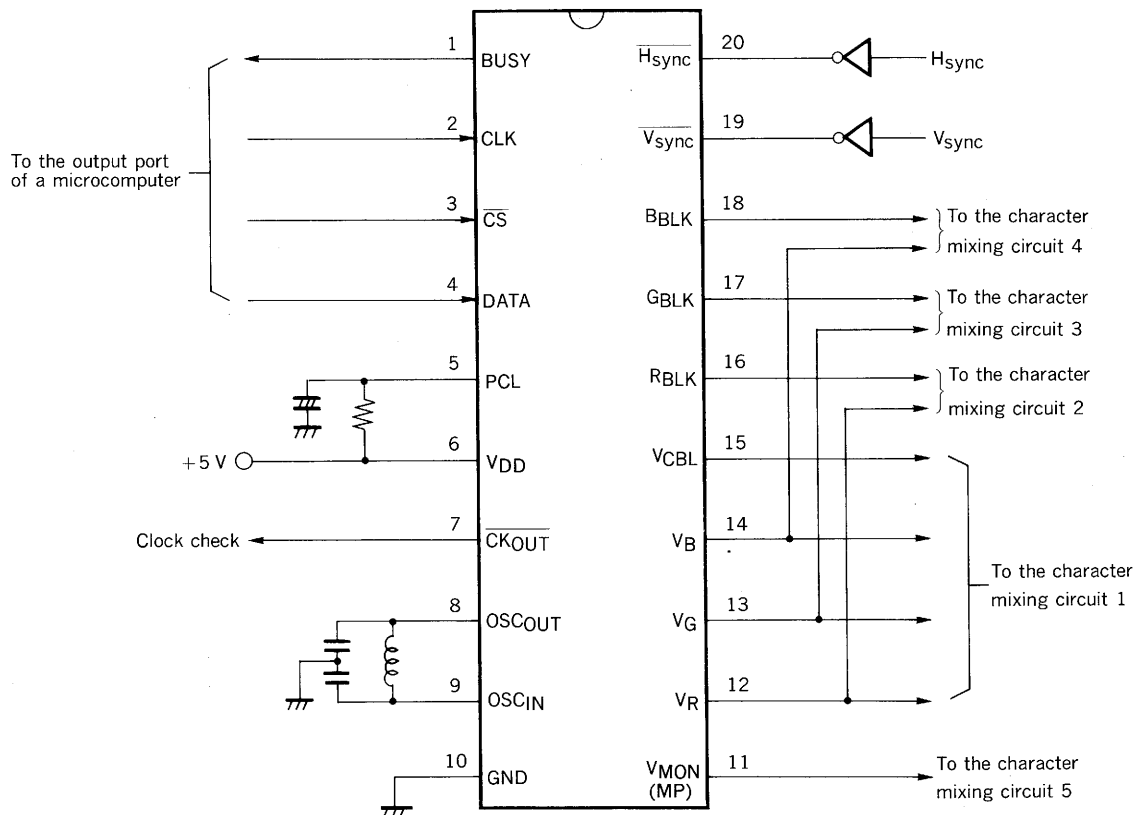 1
BUSY
2
CLK
To the output port
of a microcomputer
3
CS
4
DATA
5
PCL
6
+5 V
VDD
7
Clock check
CKOUT
8
OSCOUT
9
OSCIN
10
GND
20
Hsync
Hsync
19
Vsync
Vsync
18
BBLK
To the character
mixing circuit 4
17
GBLK
To the character
mixing circuit 3
16
RBLK
To the character
mixing circuit 2
15
VCBL
14
VB
To the character
mixing circuit 1
13
VG
12
VR
11
VMON
(MP)
To the character
mixing circuit 5